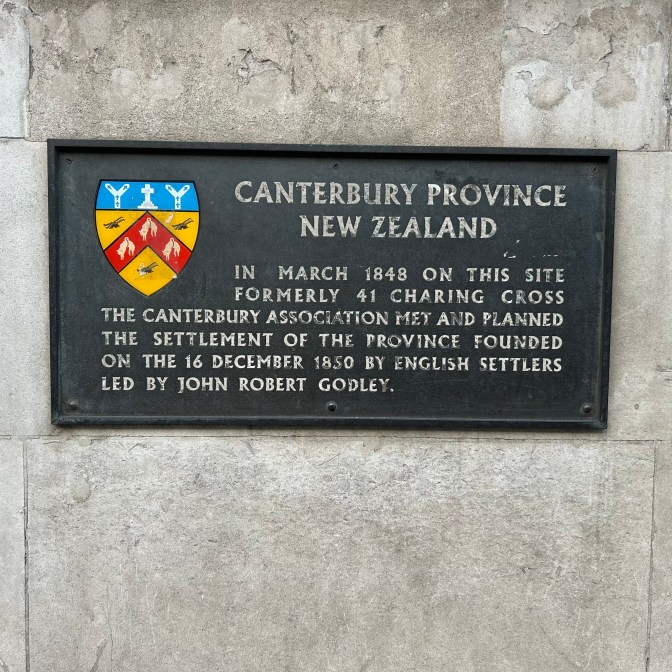 CANTERBURY PROVINCE
NEW ZEALAND
IN MARCH 1848 ON THIS SITE
FORMERLY 41 CHARING CROSS
THE CANTERBURY ASSOCIATION MET AND PLANNED
THE SETTLEMENT OF THE PROVINCE FOUNDED
ON THE 16 DECEMBER 1850 BY ENGLISH SETTLERS
LED BY JOHN ROBERT GODLEY.